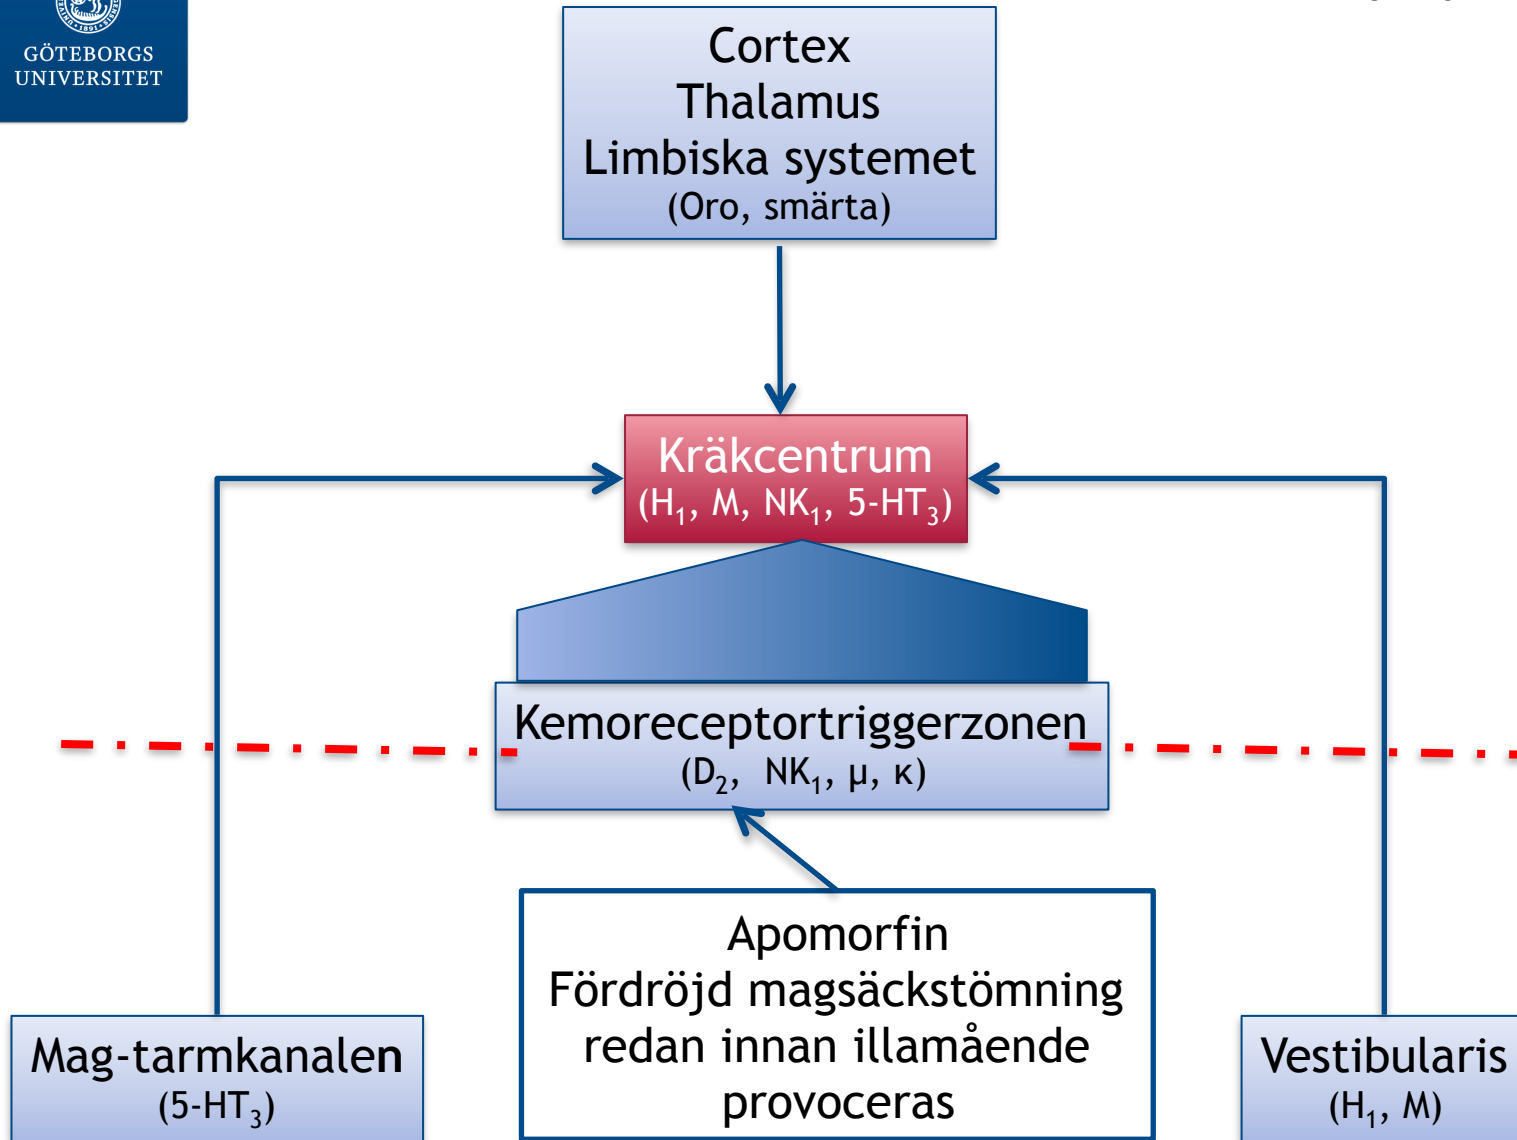 GÖTEBORGS
UNIVERSITET
Cortex
Thalamus
Limbiska systemet
(Oro, smärta)
Kräkcentrum
(H₁, M, NK₁, 5-HT₃)
Kemoreceptortriggerzonen
(D₂, NK₁, μ, κ)
Apomorfin
Fördröjd magsäckstömning
redan innan illamående
provoceras
Mag-tarmkanalen
(5-HT₃)
Vestibularis
(H₁, M)